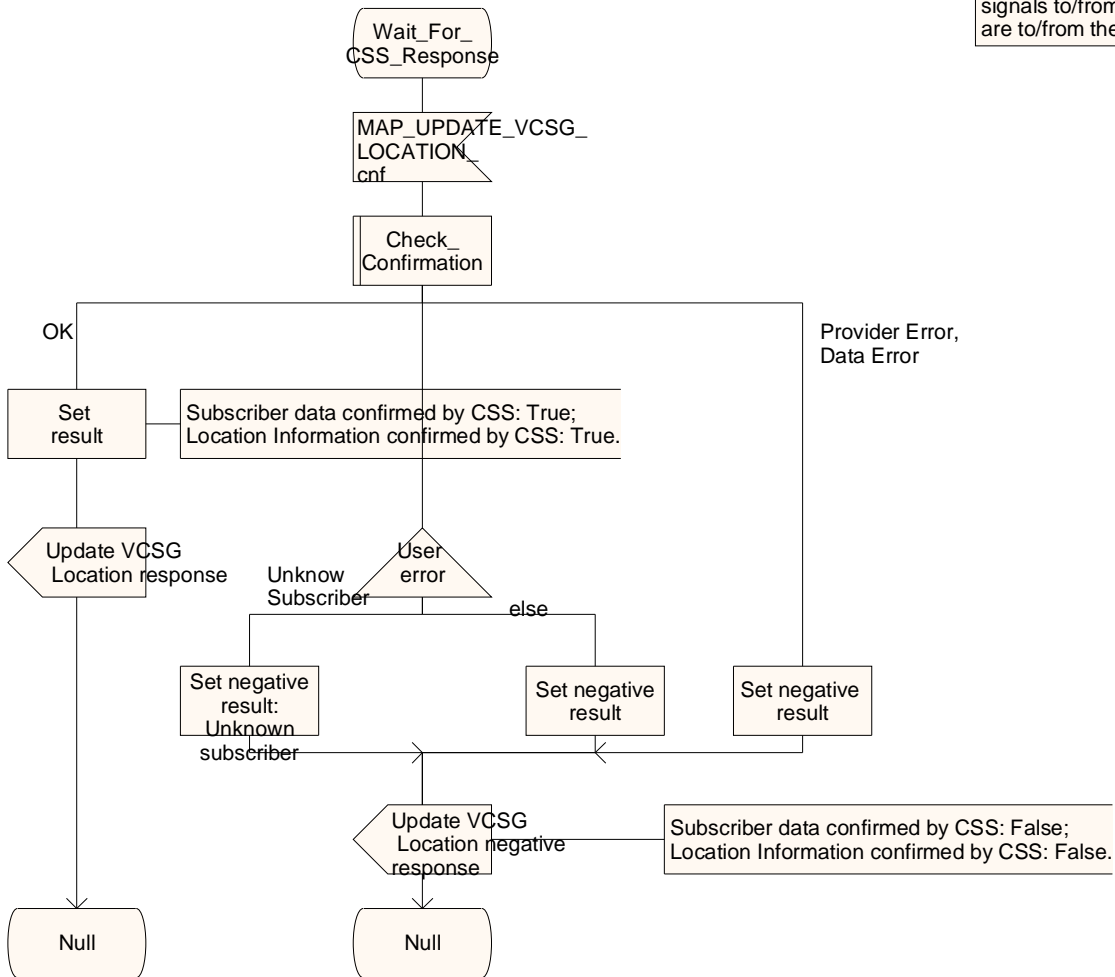 signals to/from
are to/from the
Wait_For_
CSS_Response
MAP_UPDATE_VCSG_
LOCATION_
cnf
Check_
Confirmation
OK
Provider Error,
Data Error
Set
result
Subscriber data confirmed by CSS: True;
Location Information confirmed by CSS: True.
Update VCSG
Location response
User
error
Unknow
Subscriber
else
Set negative
result:
Unknown
subscriber
Set negative
result
Set negative
result
Update VCSG
Location negative
response
Subscriber data confirmed by CSS: False;
Location Information confirmed by CSS: False.
Null
Null